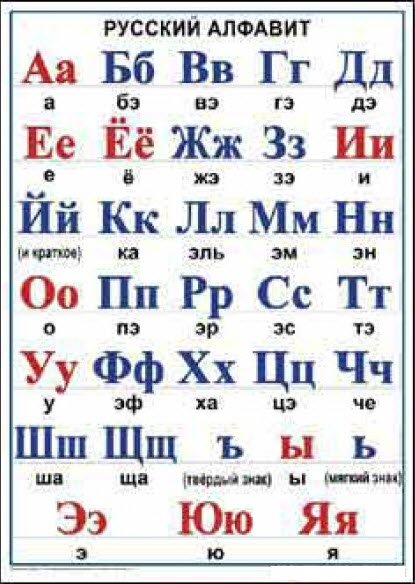 РУССКИЙ АЛФАВИТ
Аа Бб Вв Гг Дд
а бэ вэ гэ дэ
Ее Ёё Жж Зз Ии
е ё жэ зэ и
Йй Кк Лл Мм Нн
(и краткое) ка эль эм эн
Оо Пп Рр Сс Тт
о пэ эр эс тэ
Уу Фф Хх Цц Чч
у эф ха цэ че
Шш Щщ ъ ы ь
ша ща (твёрдый знак) ы (мягкий знак)
Ээ Юю Яя
э ю я